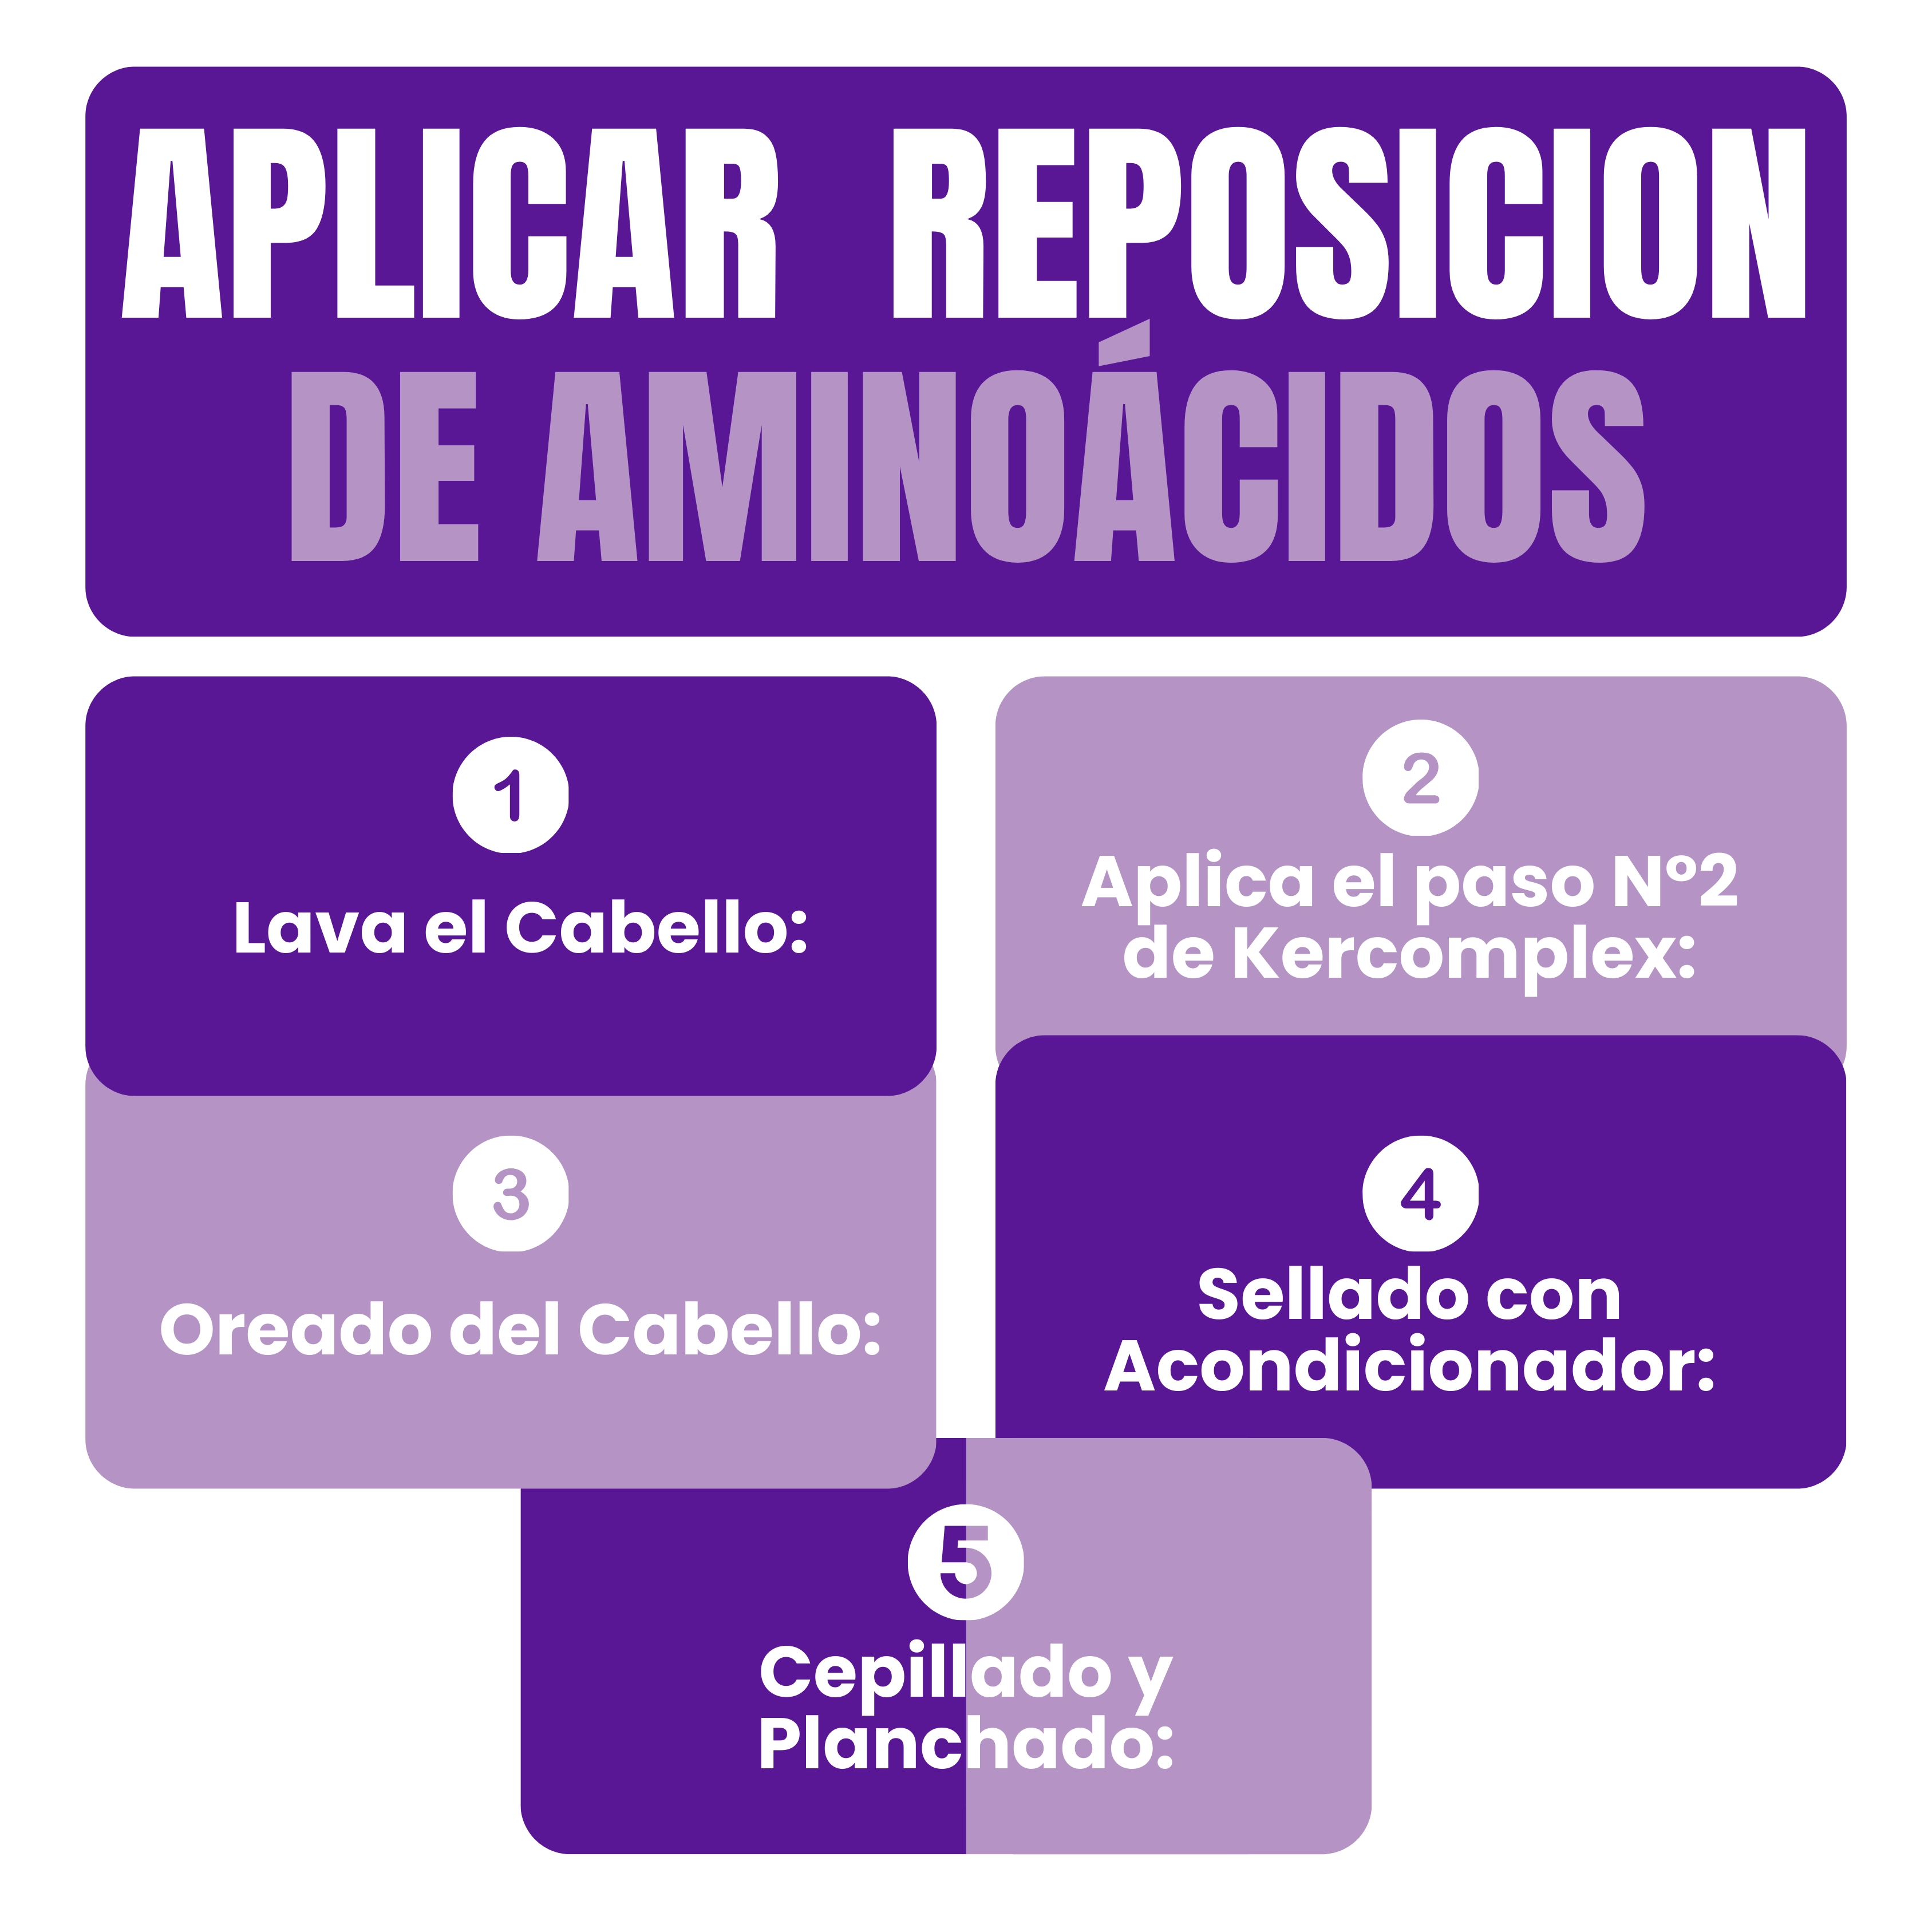 APLICAR REPOSICION
DE AMINOÁCIDOS
1
Lava el Cabello:
2
Aplica el paso Nº2
de Kercomplex:
3
Oreado del Cabello:
4
Sellado con
Acondicionador:
5
Cepillado y
Planchado: